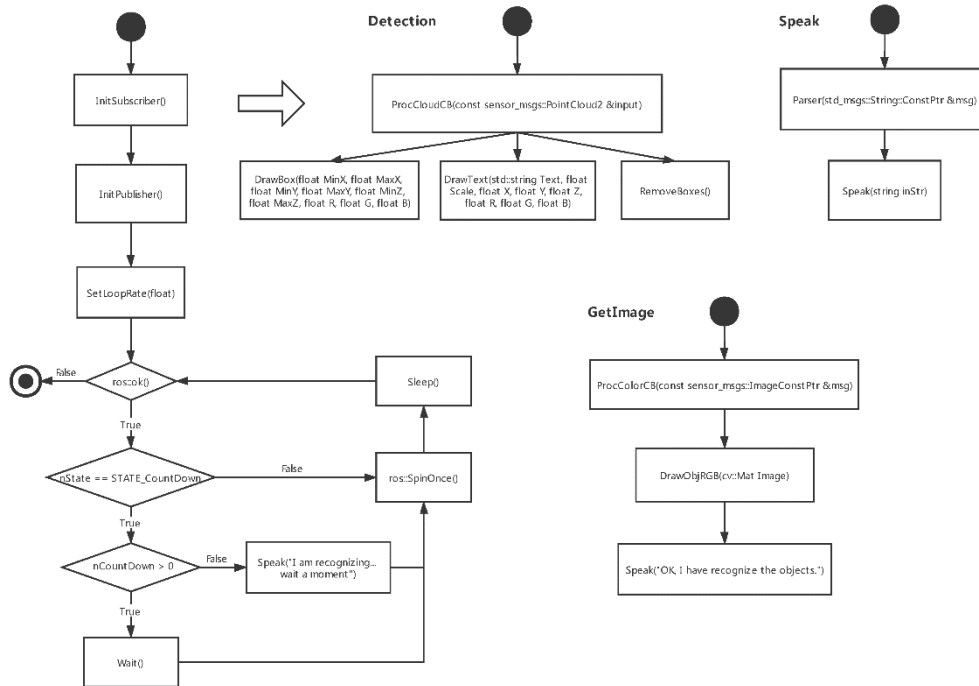 Detection
Speak
InitSubscriber()
ProcCloudCB(const sensor_msgs::PointCloud2 &input)
Parser(std_msgs::String::ConstPtr &msg)
InitPublisher()
DrawBox(float MinX, float MaxX,
float MinY, float MaxY, float MinZ,
float MaxZ, float R, float G, float B)
DrawText(std::string Text, float
Scale, float X, float Y, float Z,
float R, float G, float B)
RemoveBoxes()
Speak(string inStr)
SetLoopRate(float)
GetImage
False
ros::ok()
Sleep()
ProcColorCB(const sensor_msgs::ImageConstPtr &msg)
True
nState == STATE_CountDown
False
ros::SpinOnce()
DrawObjRGB(cv::Mat Image)
True
nCountDown > 0
False
Speak("I am recognizing...
wait a moment")
Speak("OK, I have recognize the objects.")
True
Wait()